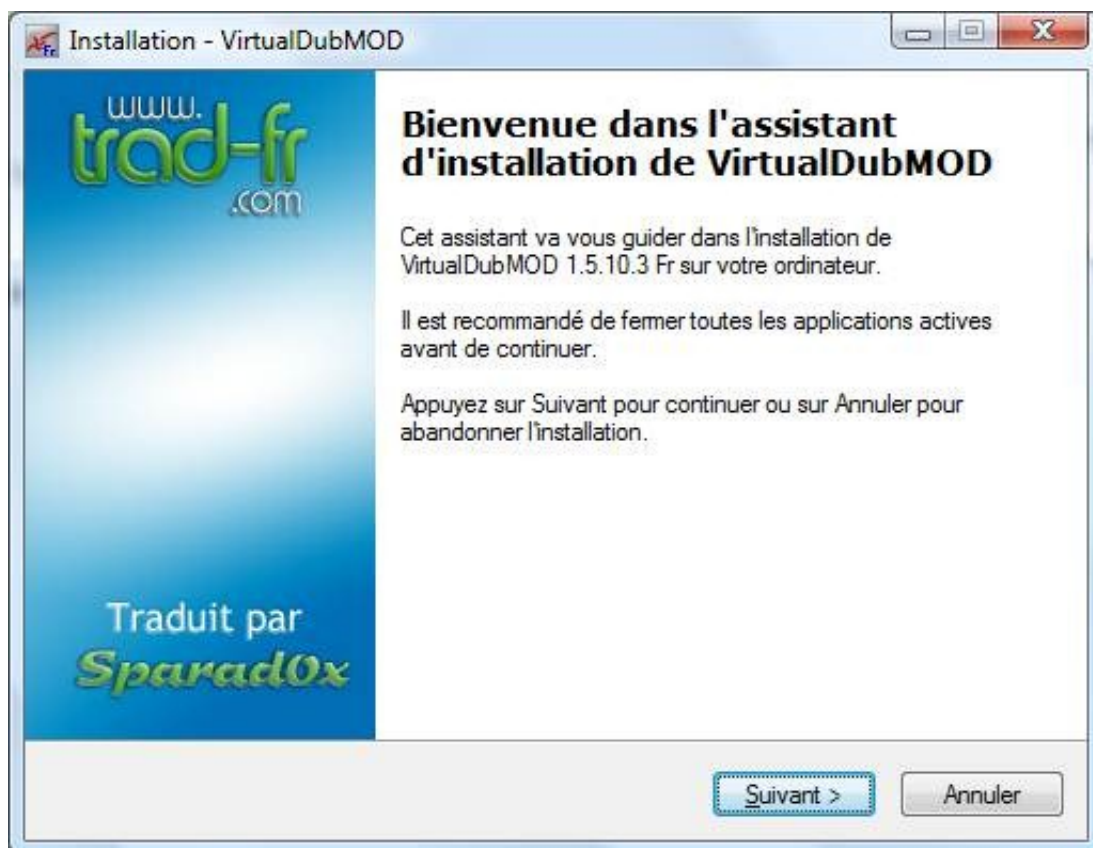 Installation - VirtualDubMOD
www.
trad-fr
.com
Bienvenue dans l'assistant
d'installation de VirtualDubMOD
Cet assistant va vous guider dans l'installation de
VirtualDubMOD 1.5.10.3 Fr sur votre ordinateur.
Il est recommandé de fermer toutes les applications actives
avant de continuer.
Appuyez sur Suivant pour continuer ou sur Annuler pour
abandonner l'installation.
Traduit par
Sparad0x
Suivant >
Annuler